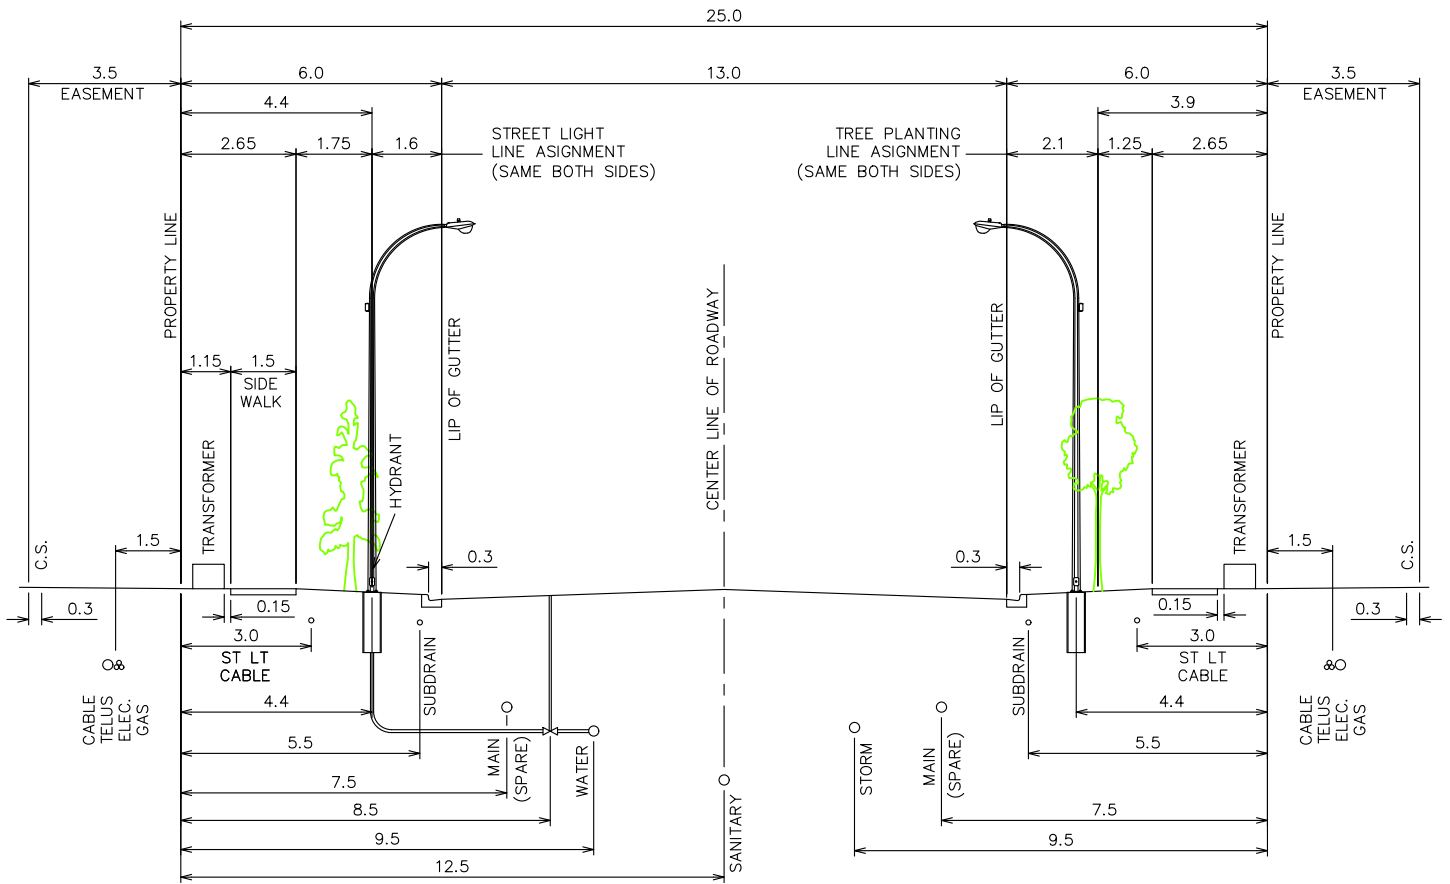 25.0
3.5
6.0
13.0
6.0
3.5
EASEMENT
EASEMENT
4.4
3.9
STREET LIGHT
LINE ASIGNMENT
(SAME BOTH SIDES)
TREE PLANTING
LINE ASIGNMENT
(SAME BOTH SIDES)
2.65
1.75
1.6
2.1
1.25
2.65
PROPERTY LINE
LIP OF GUTTER
CENTER LINE OF ROADWAY
LIP OF GUTTER
PROPERTY LINE
1.15
1.5
SIDE
WALK
HYDRANT
TRANSFORMER
TRANSFORMER
C.S.
1.5
0.3
0.3
1.5
C.S.
0.3
0.15
0.15
0.3
3.0
ST LT
CABLE
3.0
ST LT
CABLE
SUBDRAIN
SUBDRAIN
CABLE
TELUS
ELEC.
GAS
4.4
4.4
CABLE
TELUS
ELEC.
GAS
5.5
5.5
MAIN
(SPARE)
WATER
STORM
MAIN
(SPARE)
7.5
7.5
8.5
SANITARY
9.5
9.5
12.5